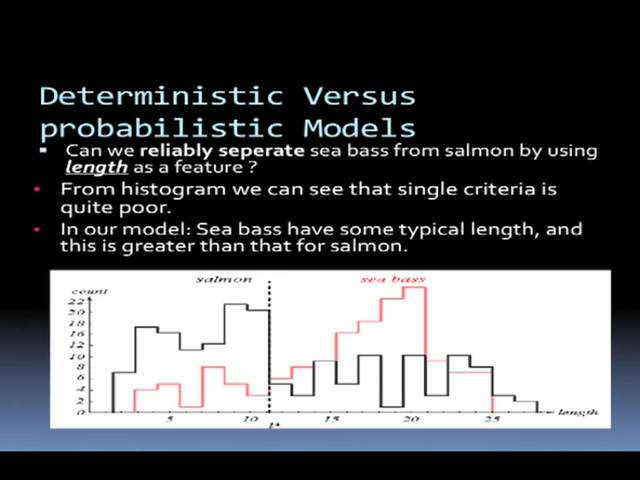 Deterministic Versus
probabilistic Models
Can we reliably seperate sea bass from salmon by using
length as a feature ?
From histogram we can see that single criteria is
quite poor.
In our model: Sea bass have some typical length, and
this is greater than that for salmon.
salmon sea bass
count
22
20
18
16
12
10
8
6
4
2
0
5 10 15 20 25 length
l*